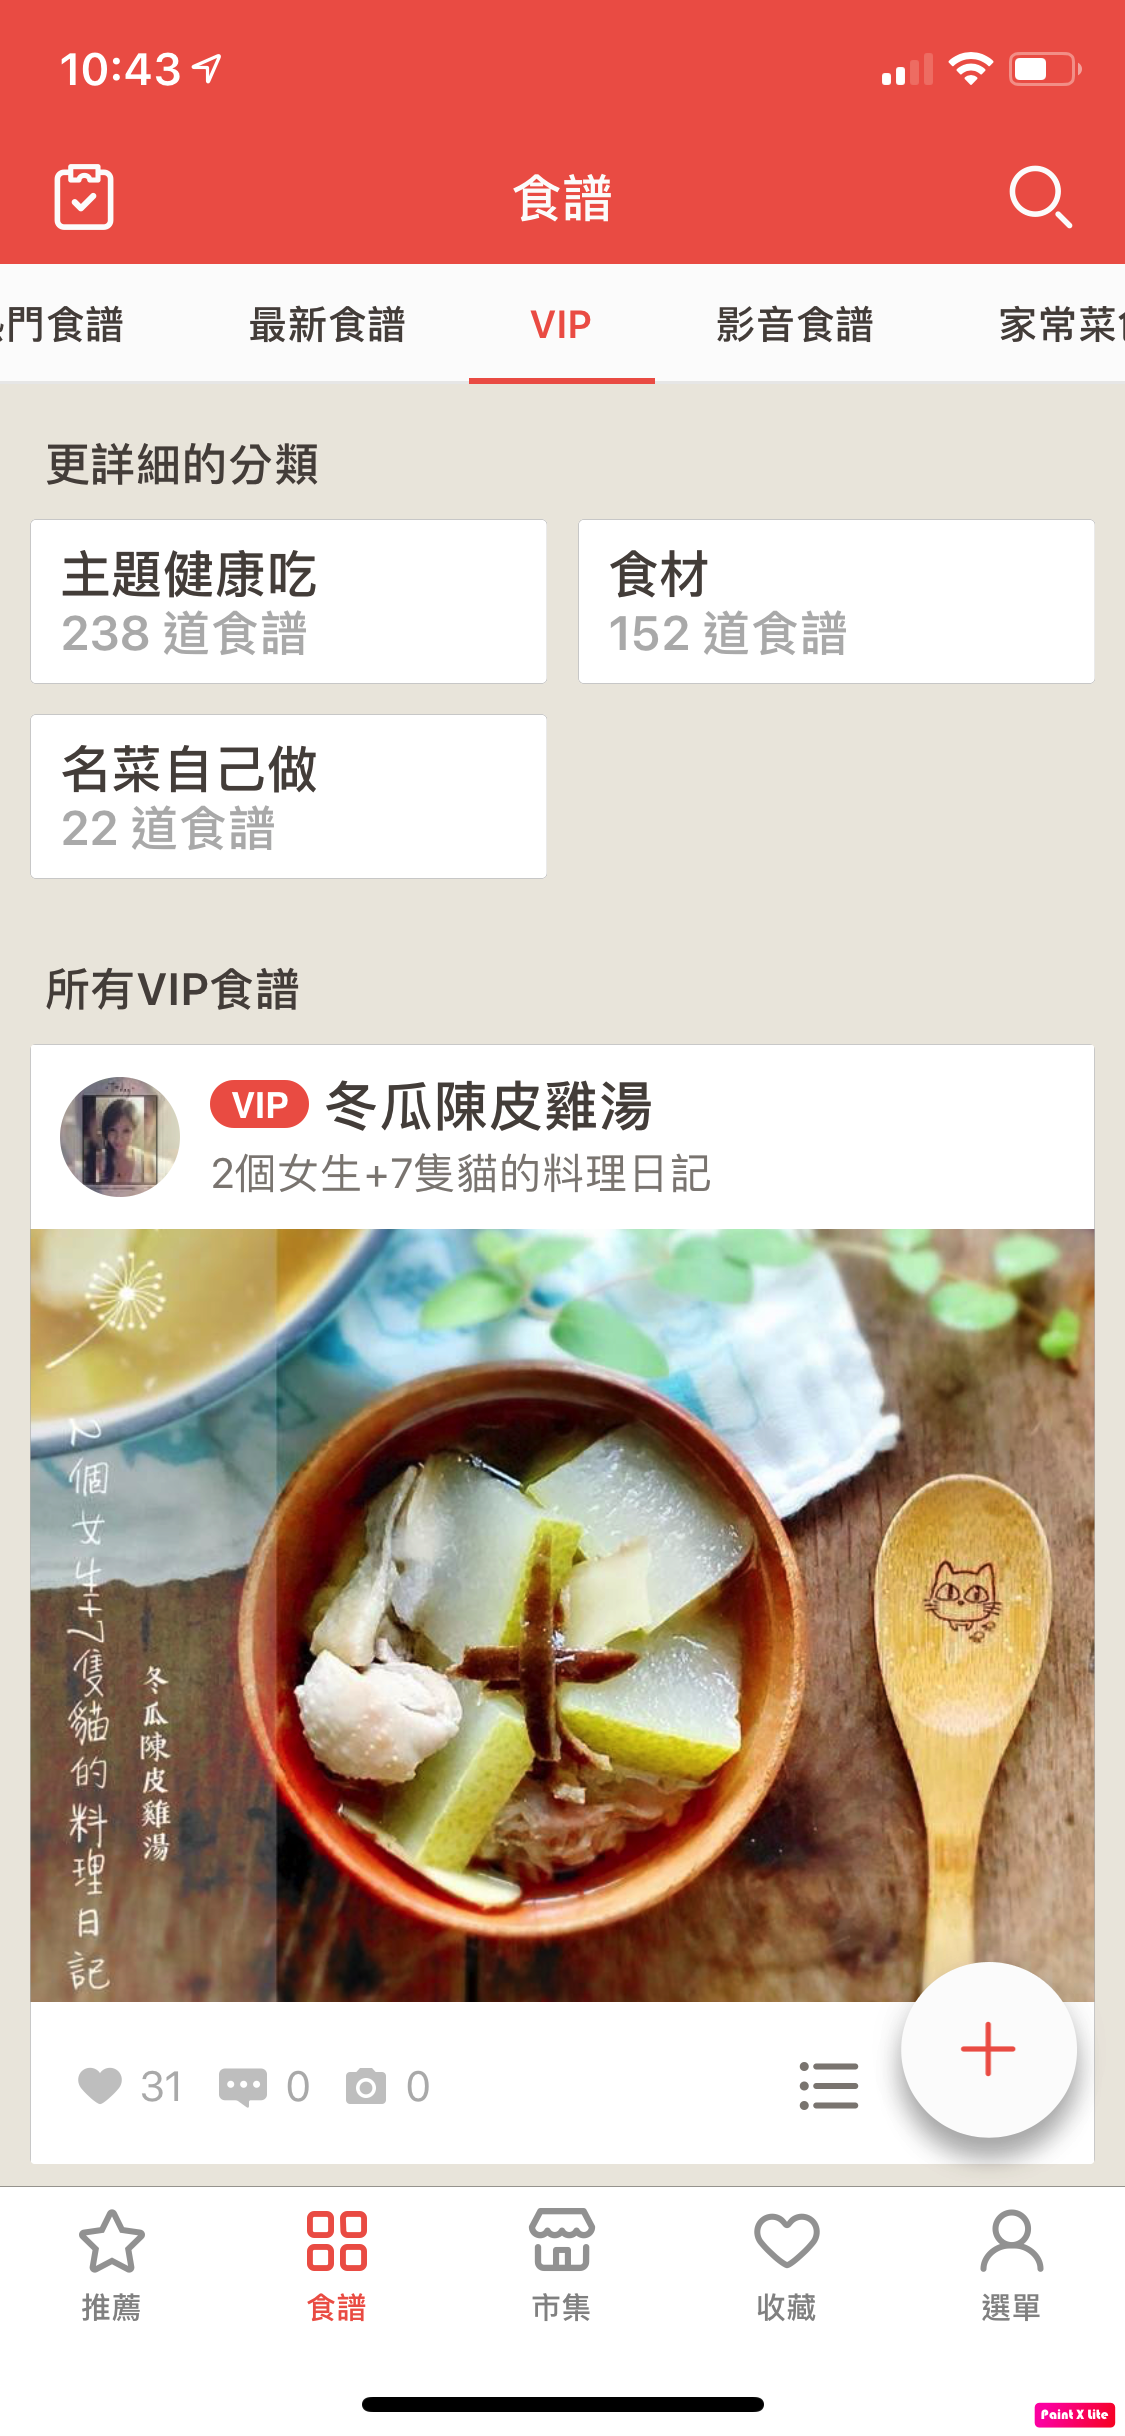 10:43
食譜
門食譜
最新食譜
VIP
影音食譜
家常菜
更詳細的分類
主題健康吃
238 道食譜
食材
152 道食譜
名菜自己做
22 道食譜
所有VIP食譜
VIP 冬瓜陳皮雞湯
2個女生+7隻貓的料理日記
2個女生+7隻貓的料理日記
冬瓜陳皮雞湯
31
0
0
推薦
食譜
市集
收藏
選單
Paint X Lite